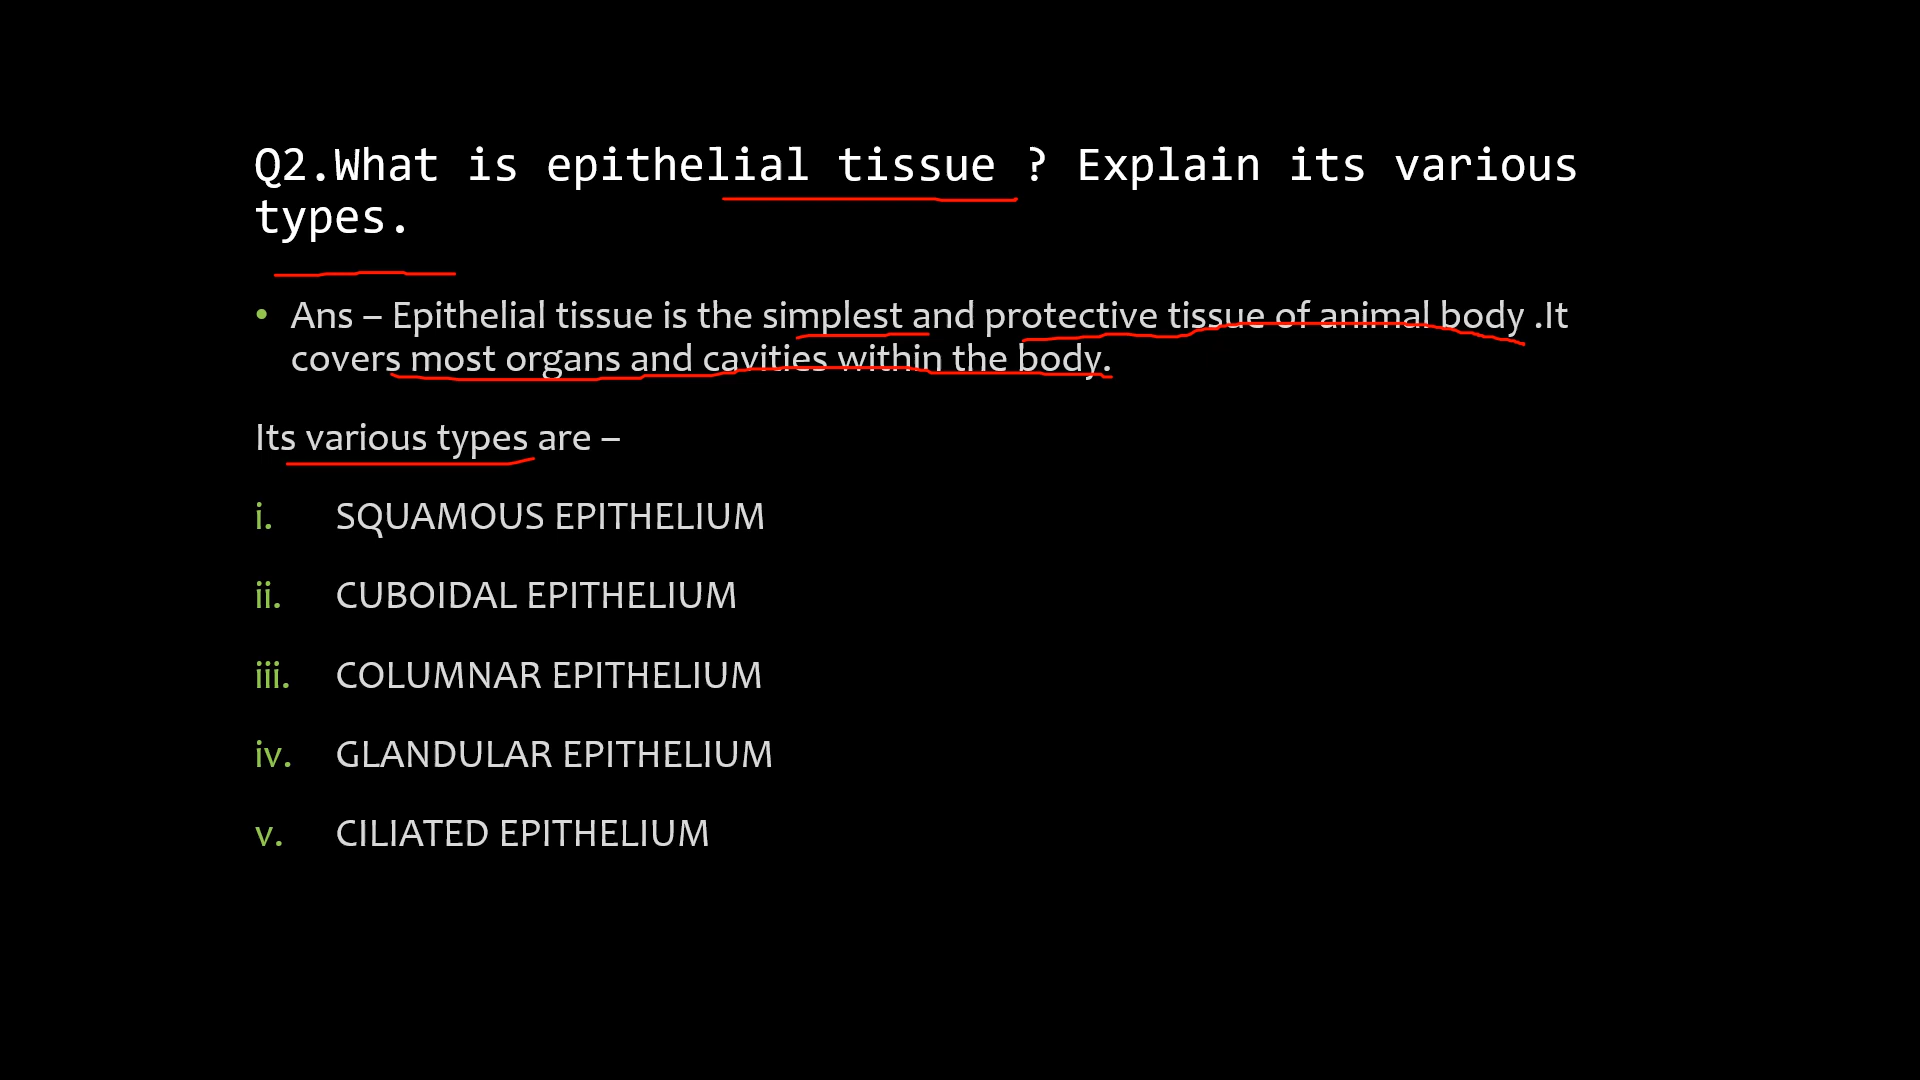 Q2.What is epithelial tissue ? Explain its various
types.
• Ans – Epithelial tissue is the simplest and protective tissue of animal body .It
covers most organs and cavities within the body.
Its various types are –
i. SQUAMOUS EPITHELIUM
ii. CUBOIDAL EPITHELIUM
iii. COLUMNAR EPITHELIUM
iv. GLANDULAR EPITHELIUM
v. CILIATED EPITHELIUM